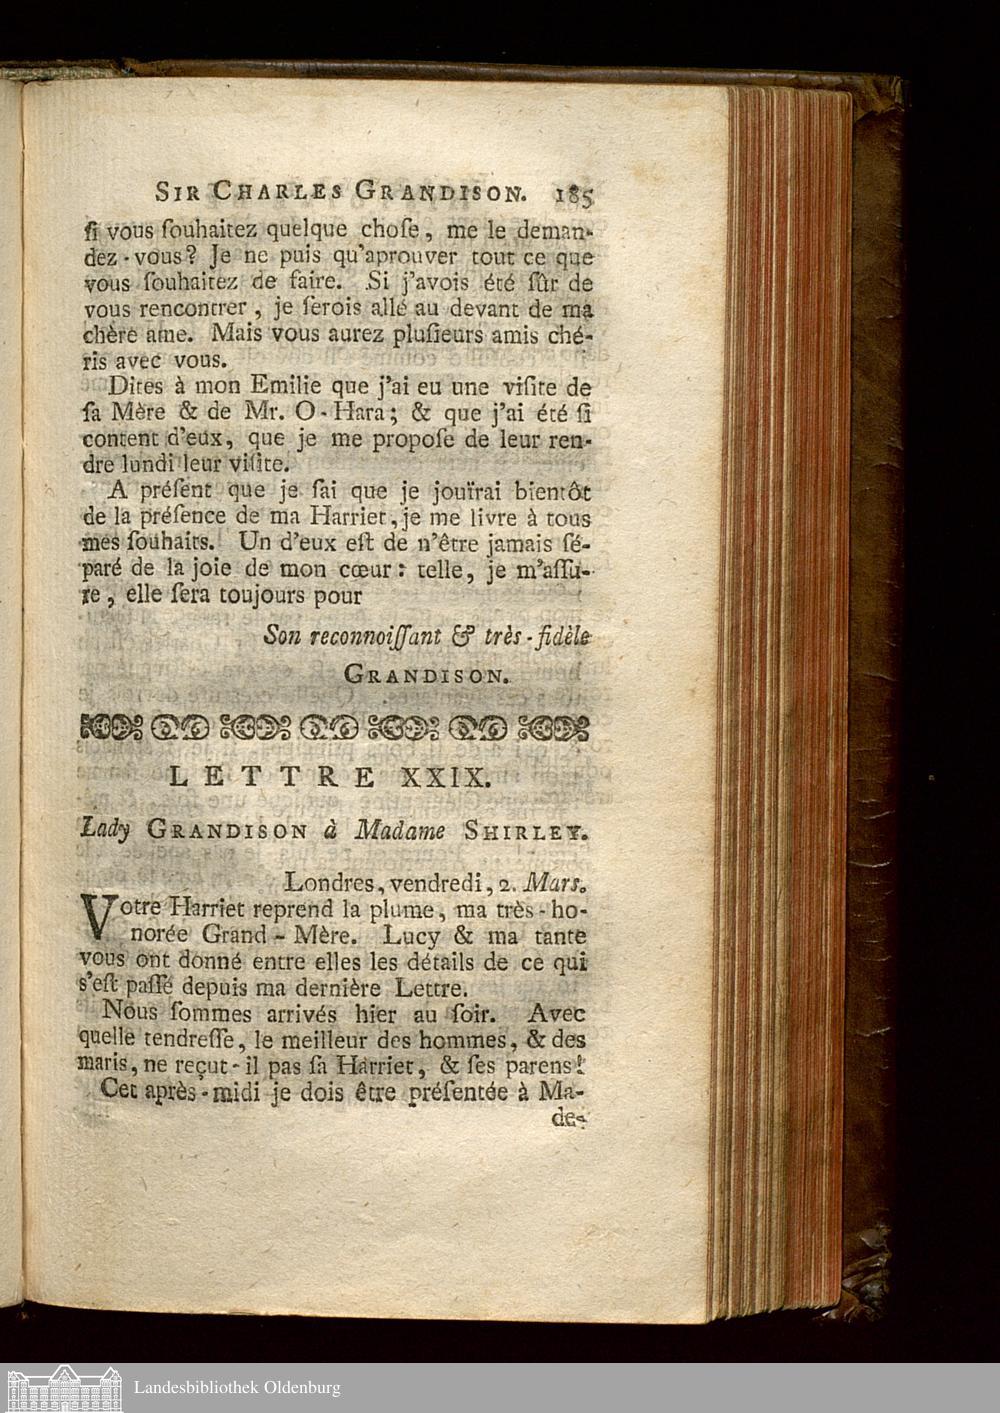 SIR CHARLES GRANDISON. 185
ſi vous ſouhaitez quelque choſe, me le deman-
dez-vous? Je ne puis qu'aprouver tout ce que
vous ſouhaitez de faire. Si j'avois été ſûr de
vous rencontrer, je ſerois allé au devant de ma
chère ame. Mais vous aurez pluſieurs amis ché-
ris avec vous.
Dites à mon Emilie que j'ai eu une viſite de
ſa Mère & de Mr. O-Hara; & que j'ai été ſi
content d'eux, que je me propoſe de leur ren-
dre lundi leur viſite.
A préſent que je ſai que je jouïrai bientôt
de la préſence de ma Harriet, je me livre à tous
mes ſouhaits. Un d'eux eſt de n'être jamais ſé-
paré de la joie de mon cœur: telle, je m'aſſu-
re, elle ſera toujours pour
Son reconnoiſſant & très-fidèle
GRANDISON.
LETTRE XXIX.
Lady GRANDISON à Madame SHIRLEY.
Londres, vendredi, 2. Mars.
Votre Harriet reprend la plume, ma très-ho-
norée Grand-Mère. Lucy & ma tante
vous ont donné entre elles les détails de ce qui
s'eſt paſſé depuis ma dernière Lettre.
Nous ſommes arrivés hier au ſoir. Avec
quelle tendreſſe, le meilleur des hommes, & des
maris, ne reçut-il pas ſa Harriet, & ſes parens!
Cet après-midi je dois être préſentée à Ma-
de-
Landesbibliothek Oldenburg